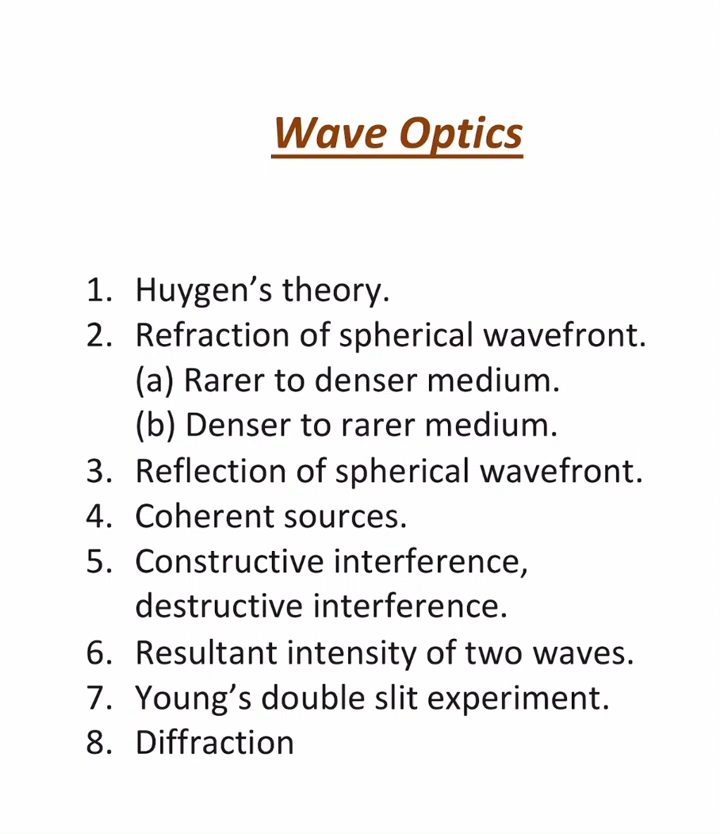 Wave Optics
1. Huygen’s theory.
2. Refraction of spherical wavefront.
(a) Rarer to denser medium.
(b) Denser to rarer medium.
3. Reflection of spherical wavefront.
4. Coherent sources.
5. Constructive interference,
destructive interference.
6. Resultant intensity of two waves.
7. Young’s double slit experiment.
8. Diffraction